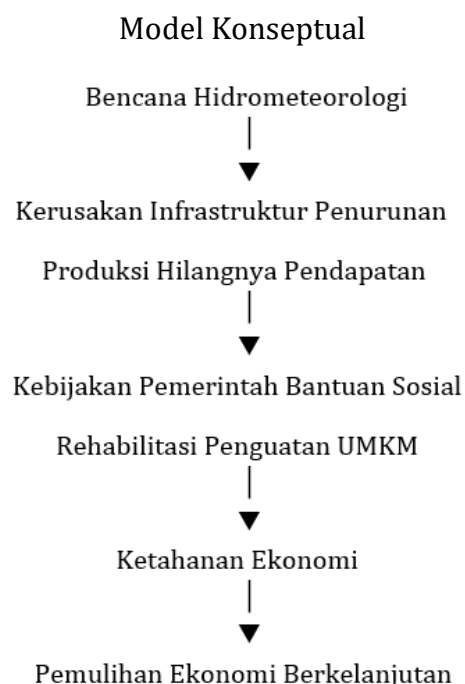 Model Konseptual
Bencana Hidrometeorologi
Kerusakan Infrastruktur Penurunan
Produksi Hilangnya Pendapatan
Kebijakan Pemerintah Bantuan Sosial
Rehabilitasi Penguatan UMKM
Ketahanan Ekonomi
Pemulihan Ekonomi Berkelanjutan